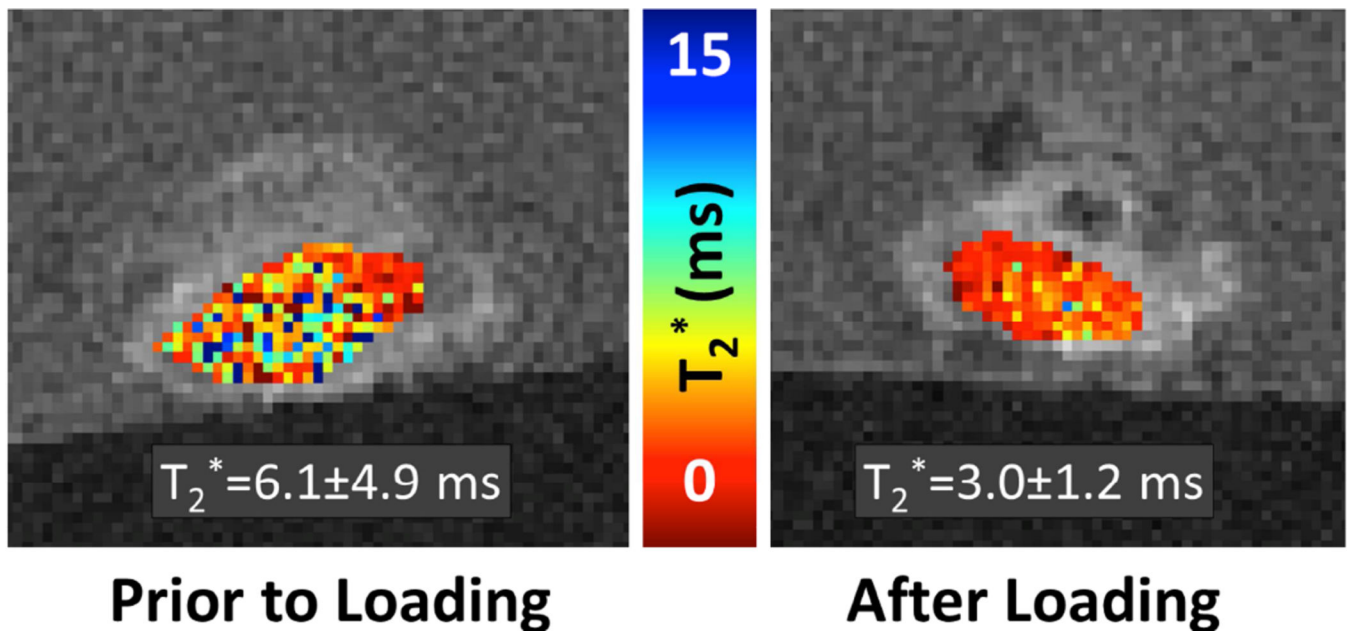 15
T₂* (ms)
0
T₂*=6.1±4.9 ms
T₂*=3.0±1.2 ms
Prior to Loading
After Loading